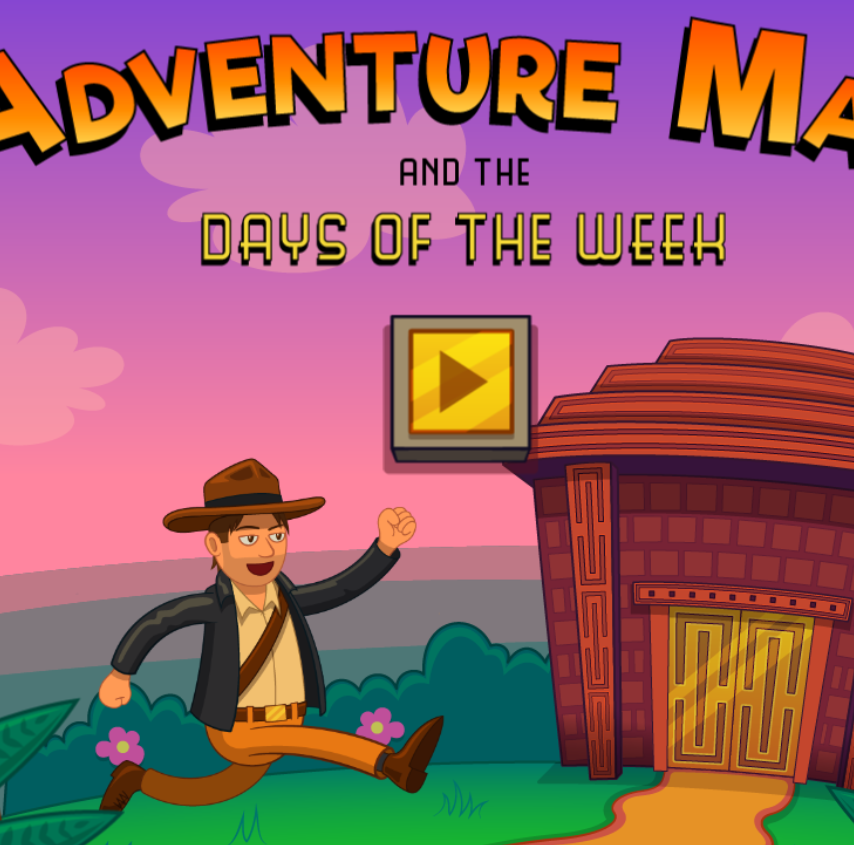 ADVENTURE MA
AND THE
DAYS OF THE WEEK